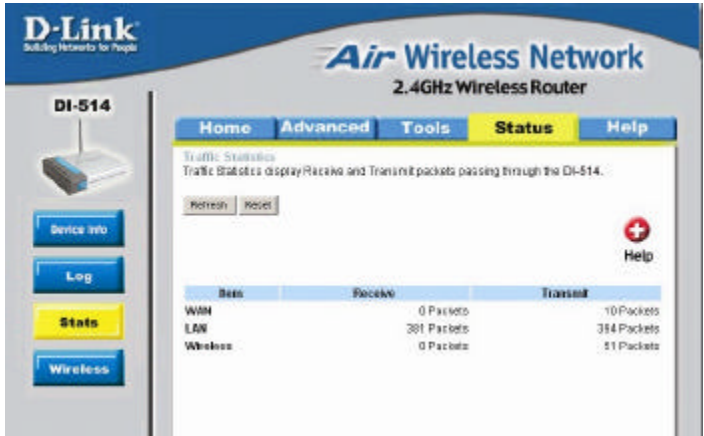 D-Link
Building Networks for People
Air Wireless Network
2.4GHz Wireless Router
DI-514
Home Advanced Tools Status Help
Traffic Statistics
Traffic Statistics display Receive and Transmit packets passing through the DI-514.
Refresh Reset
Help
Device Info
Log
Stats
Wireless
Item Receive Transmit
WAN 0 Packets 10 Packets
LAN 381 Packets 394 Packets
Wireless 0 Packets 51 Packets